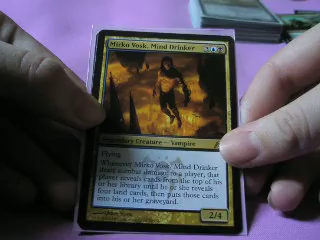 Mirko Vosk, Mind Drinker
Legendary Creature — Vampire
Flying
Whenever Mirko Vosk, Mind Drinker
deals combat damage to a player, that
player reveals cards from the top of his
or her library until he or she reveals
four land cards, then puts those cards
into his or her graveyard.
2/4